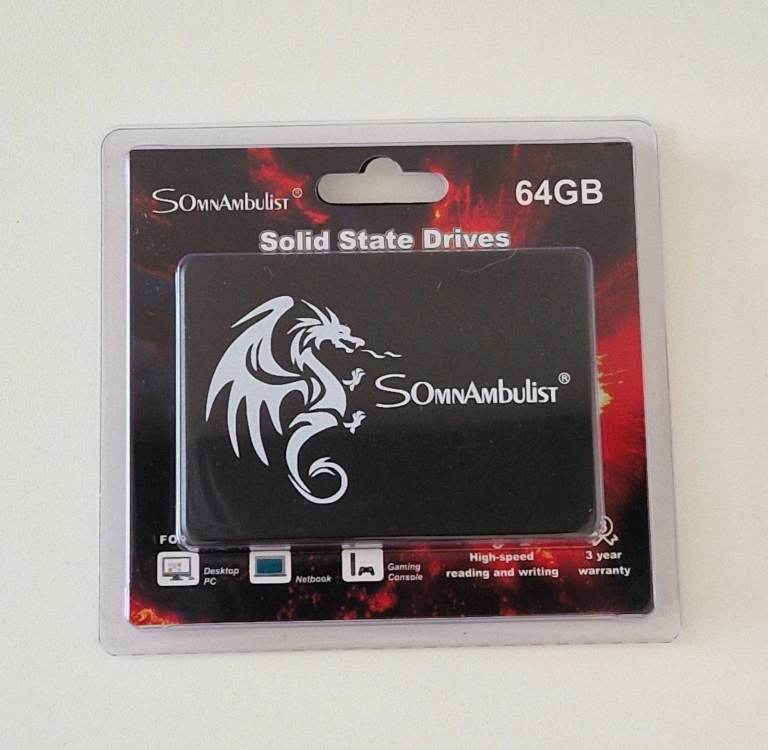 SOmnAmbulist®
64GB
Solid State Drives
SOmnAmbulist®
FOR
Desktop
PC
Netbook
Gaming
Console
High-speed
reading and writing
3 year
warranty